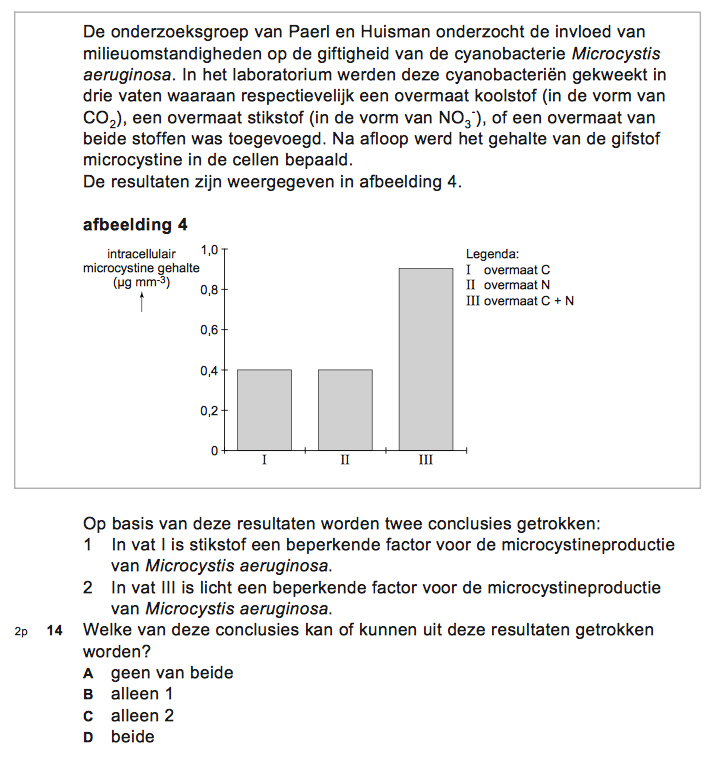 De onderzoeksgroep van Paerl en Huisman onderzocht de invloed van
milieuomstandigheden op de giftigheid van de cyanobacterie Microcystis
aeruginosa. In het laboratorium werden deze cyanobacteriën gekweekt in
drie vaten waaraan respectievelijk een overmaat koolstof (in de vorm van
CO₂), een overmaat stikstof (in de vorm van NO₃⁻), of een overmaat van
beide stoffen was toegevoegd. Na afloop werd het gehalte van de gifstof
microcystine in de cellen bepaald.
De resultaten zijn weergegeven in afbeelding 4.
afbeelding 4
intracellulair
microcystine gehalte
(µg mm⁻³)
1,0
0,8
0,6
0,4
0,2
0
I II III
Legenda:
I overmaat C
II overmaat N
III overmaat C + N
Op basis van deze resultaten worden twee conclusies getrokken:
1 In vat I is stikstof een beperkende factor voor de microcystineproductie
van Microcystis aeruginosa.
2 In vat III is licht een beperkende factor voor de microcystineproductie
van Microcystis aeruginosa.
2p 14 Welke van deze conclusies kan of kunnen uit deze resultaten getrokken
worden?
A geen van beide
B alleen 1
C alleen 2
D beide